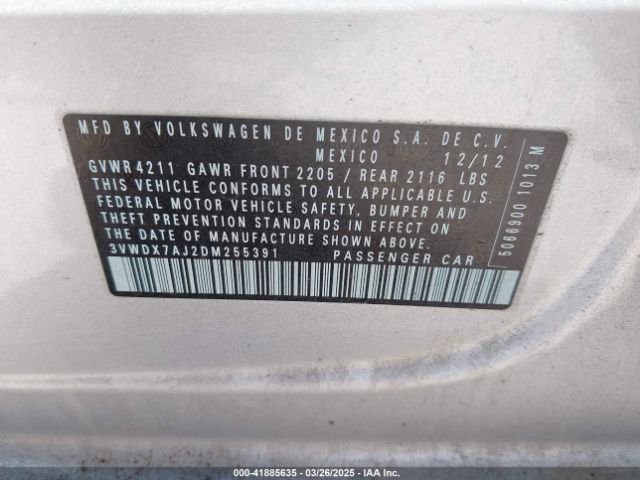 MFD BY VOLKSWAGEN DE MEXICO S.A. DE C.V.
MEXICO 12/12
GVWR 4211 GAWR FRONT 2205 / REAR 2116 LBS
THIS VEHICLE CONFORMS TO ALL APPLICABLE U.S.
FEDERAL MOTOR VEHICLE SAFETY, BUMPER AND
THEFT PREVENTION STANDARDS IN EFFECT ON
THE DATE OF MANUFACTURE SHOWN ABOVE.
3VWDX7AJ2DM255391 PASSENGER CAR
5066900 1013 M
000-41885635 - 03/26/2025 - IAAI.COM